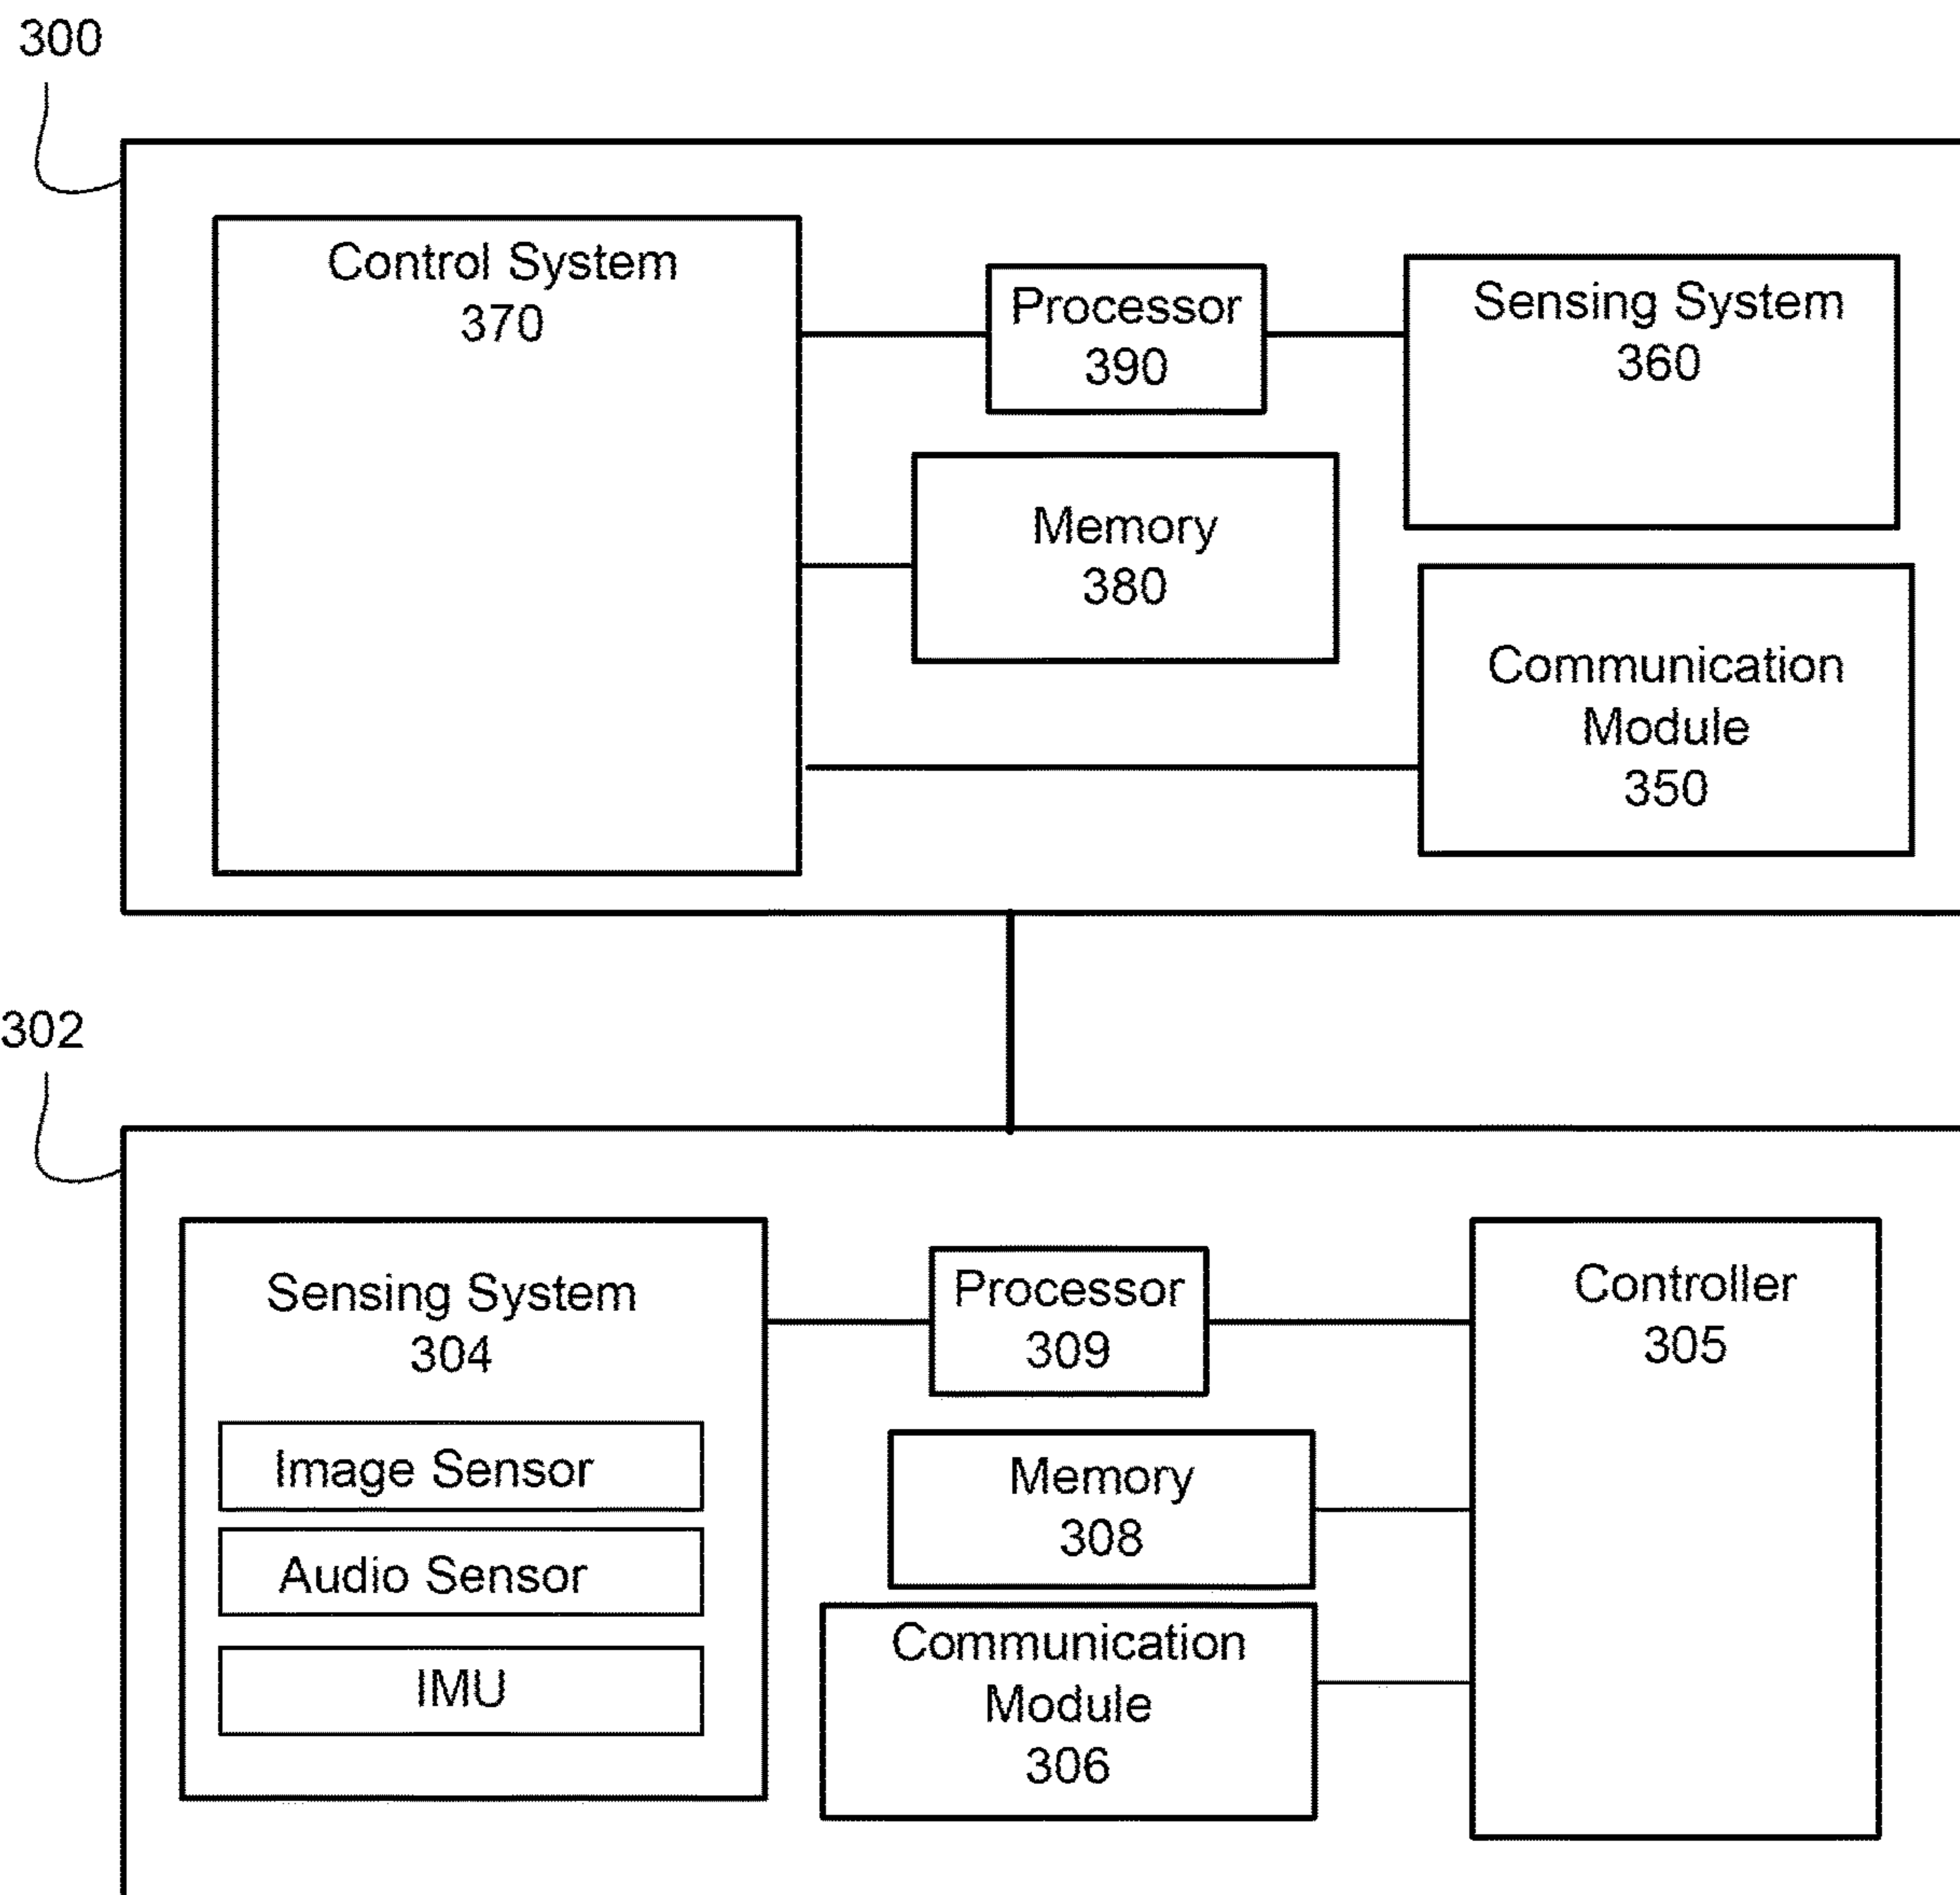 300
Control System
370
Processor
390
Sensing System
360
Memory
380
Communication
Module
350
302
Sensing System
304
Image Sensor
Audio Sensor
IMU
Processor
309
Memory
308
Communication
Module
306
Controller
305